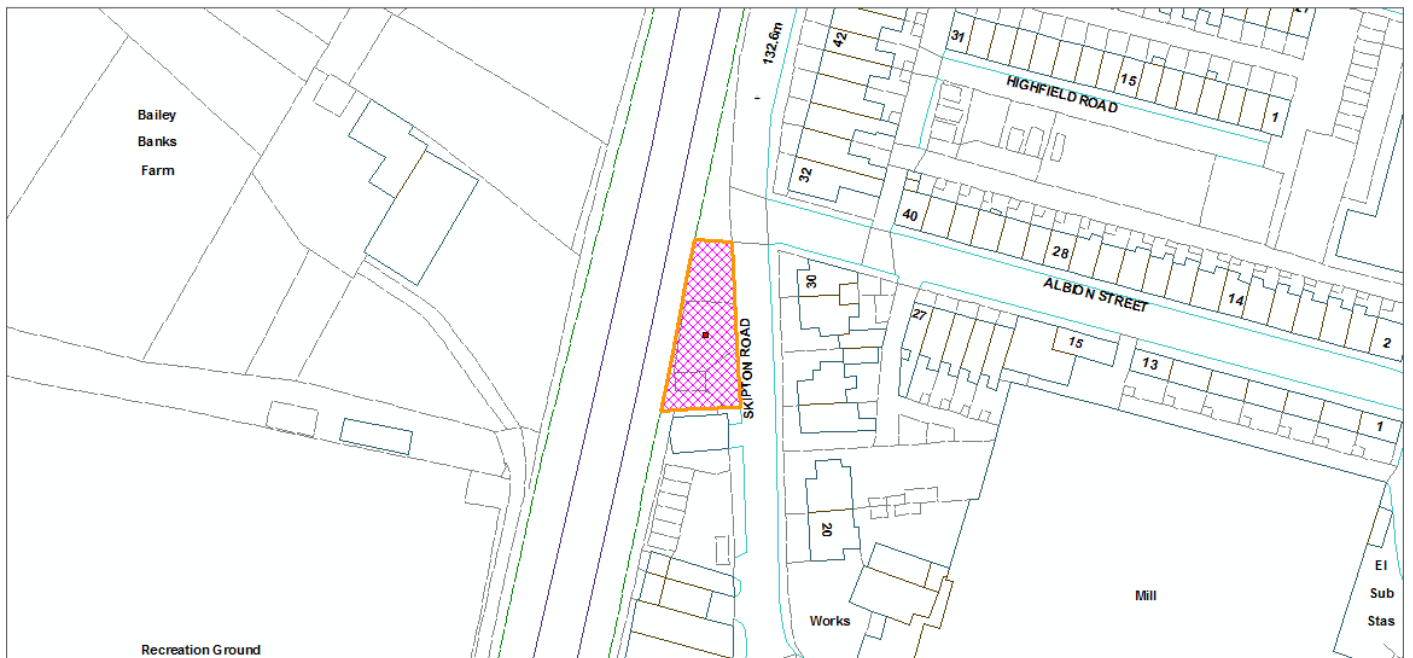 132.6m
42
31
15
HIGHFIELD ROAD
1
Bailey
Banks
Farm
32
40
28
ALBION STREET
14
2
30
27
15
13
1
SKIPTON ROAD
20
Works
Mill
El
Sub
Stas
Recreation Ground